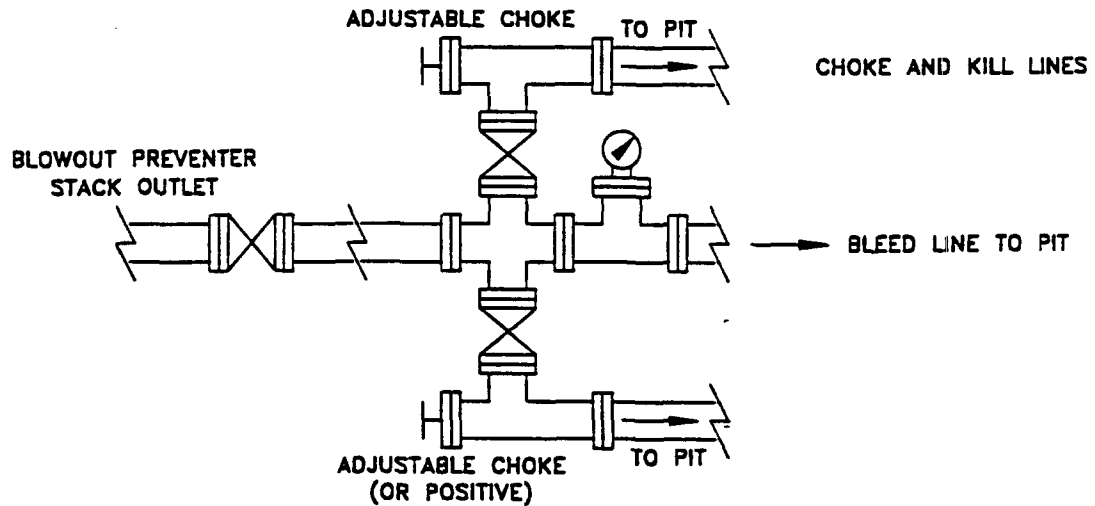 ADJUSTABLE CHOKE
TO PIT
CHOKE AND KILL LINES
BLOWOUT PREVENTER
STACK OUTLET
BLEED LINE TO PIT
ADJUSTABLE CHOKE
(OR POSITIVE)
TO PIT